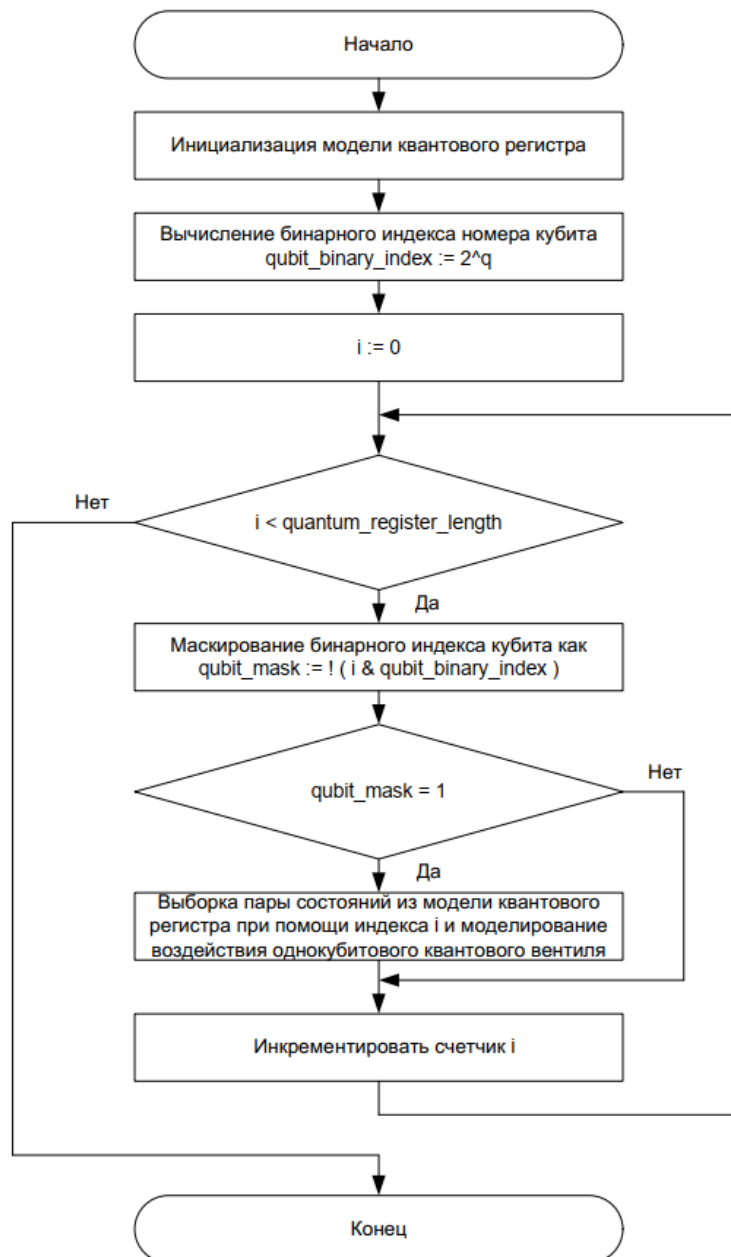 Начало
Инициализация модели квантового регистра
Вычисление бинарного индекса номера кубита
qubit_binary_index := 2^q
i := 0
Нет
i < quantum_register_length
Да
Маскирование бинарного индекса кубита как
qubit_mask := ! ( i & qubit_binary_index )
Нет
qubit_mask = 1
Да
Выборка пары состояний из модели квантового
регистра при помощи индекса i и моделирование
воздействия однокубитового квантового вентиля
Инкрементировать счетчик i
Конец